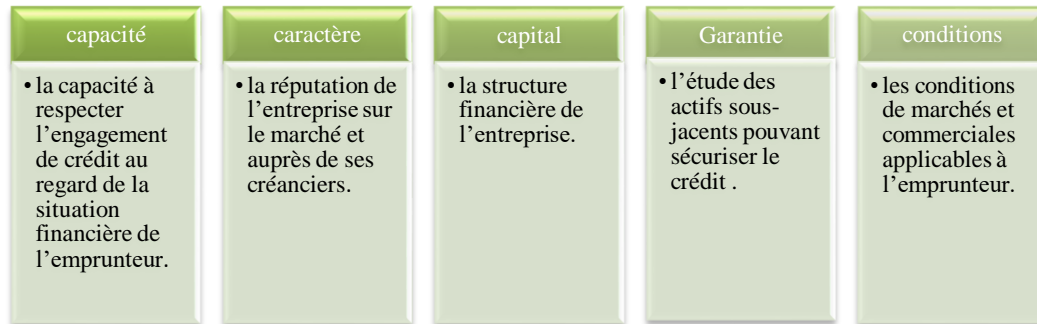 capacité
• la capacité à
respecter
l’engagement
de crédit au
regard de la
situation
financière de
l’emprunteur.
caractère
• la réputation de
l’entreprise sur
le marché et
auprès de ses
créanciers.
capital
• la structure
financière de
l’entreprise.
Garantie
• l’étude des
actifs sous-
jacents pouvant
sécuriser le
crédit .
conditions
• les conditions
de marchés et
commerciales
applicables à
l’emprunteur.